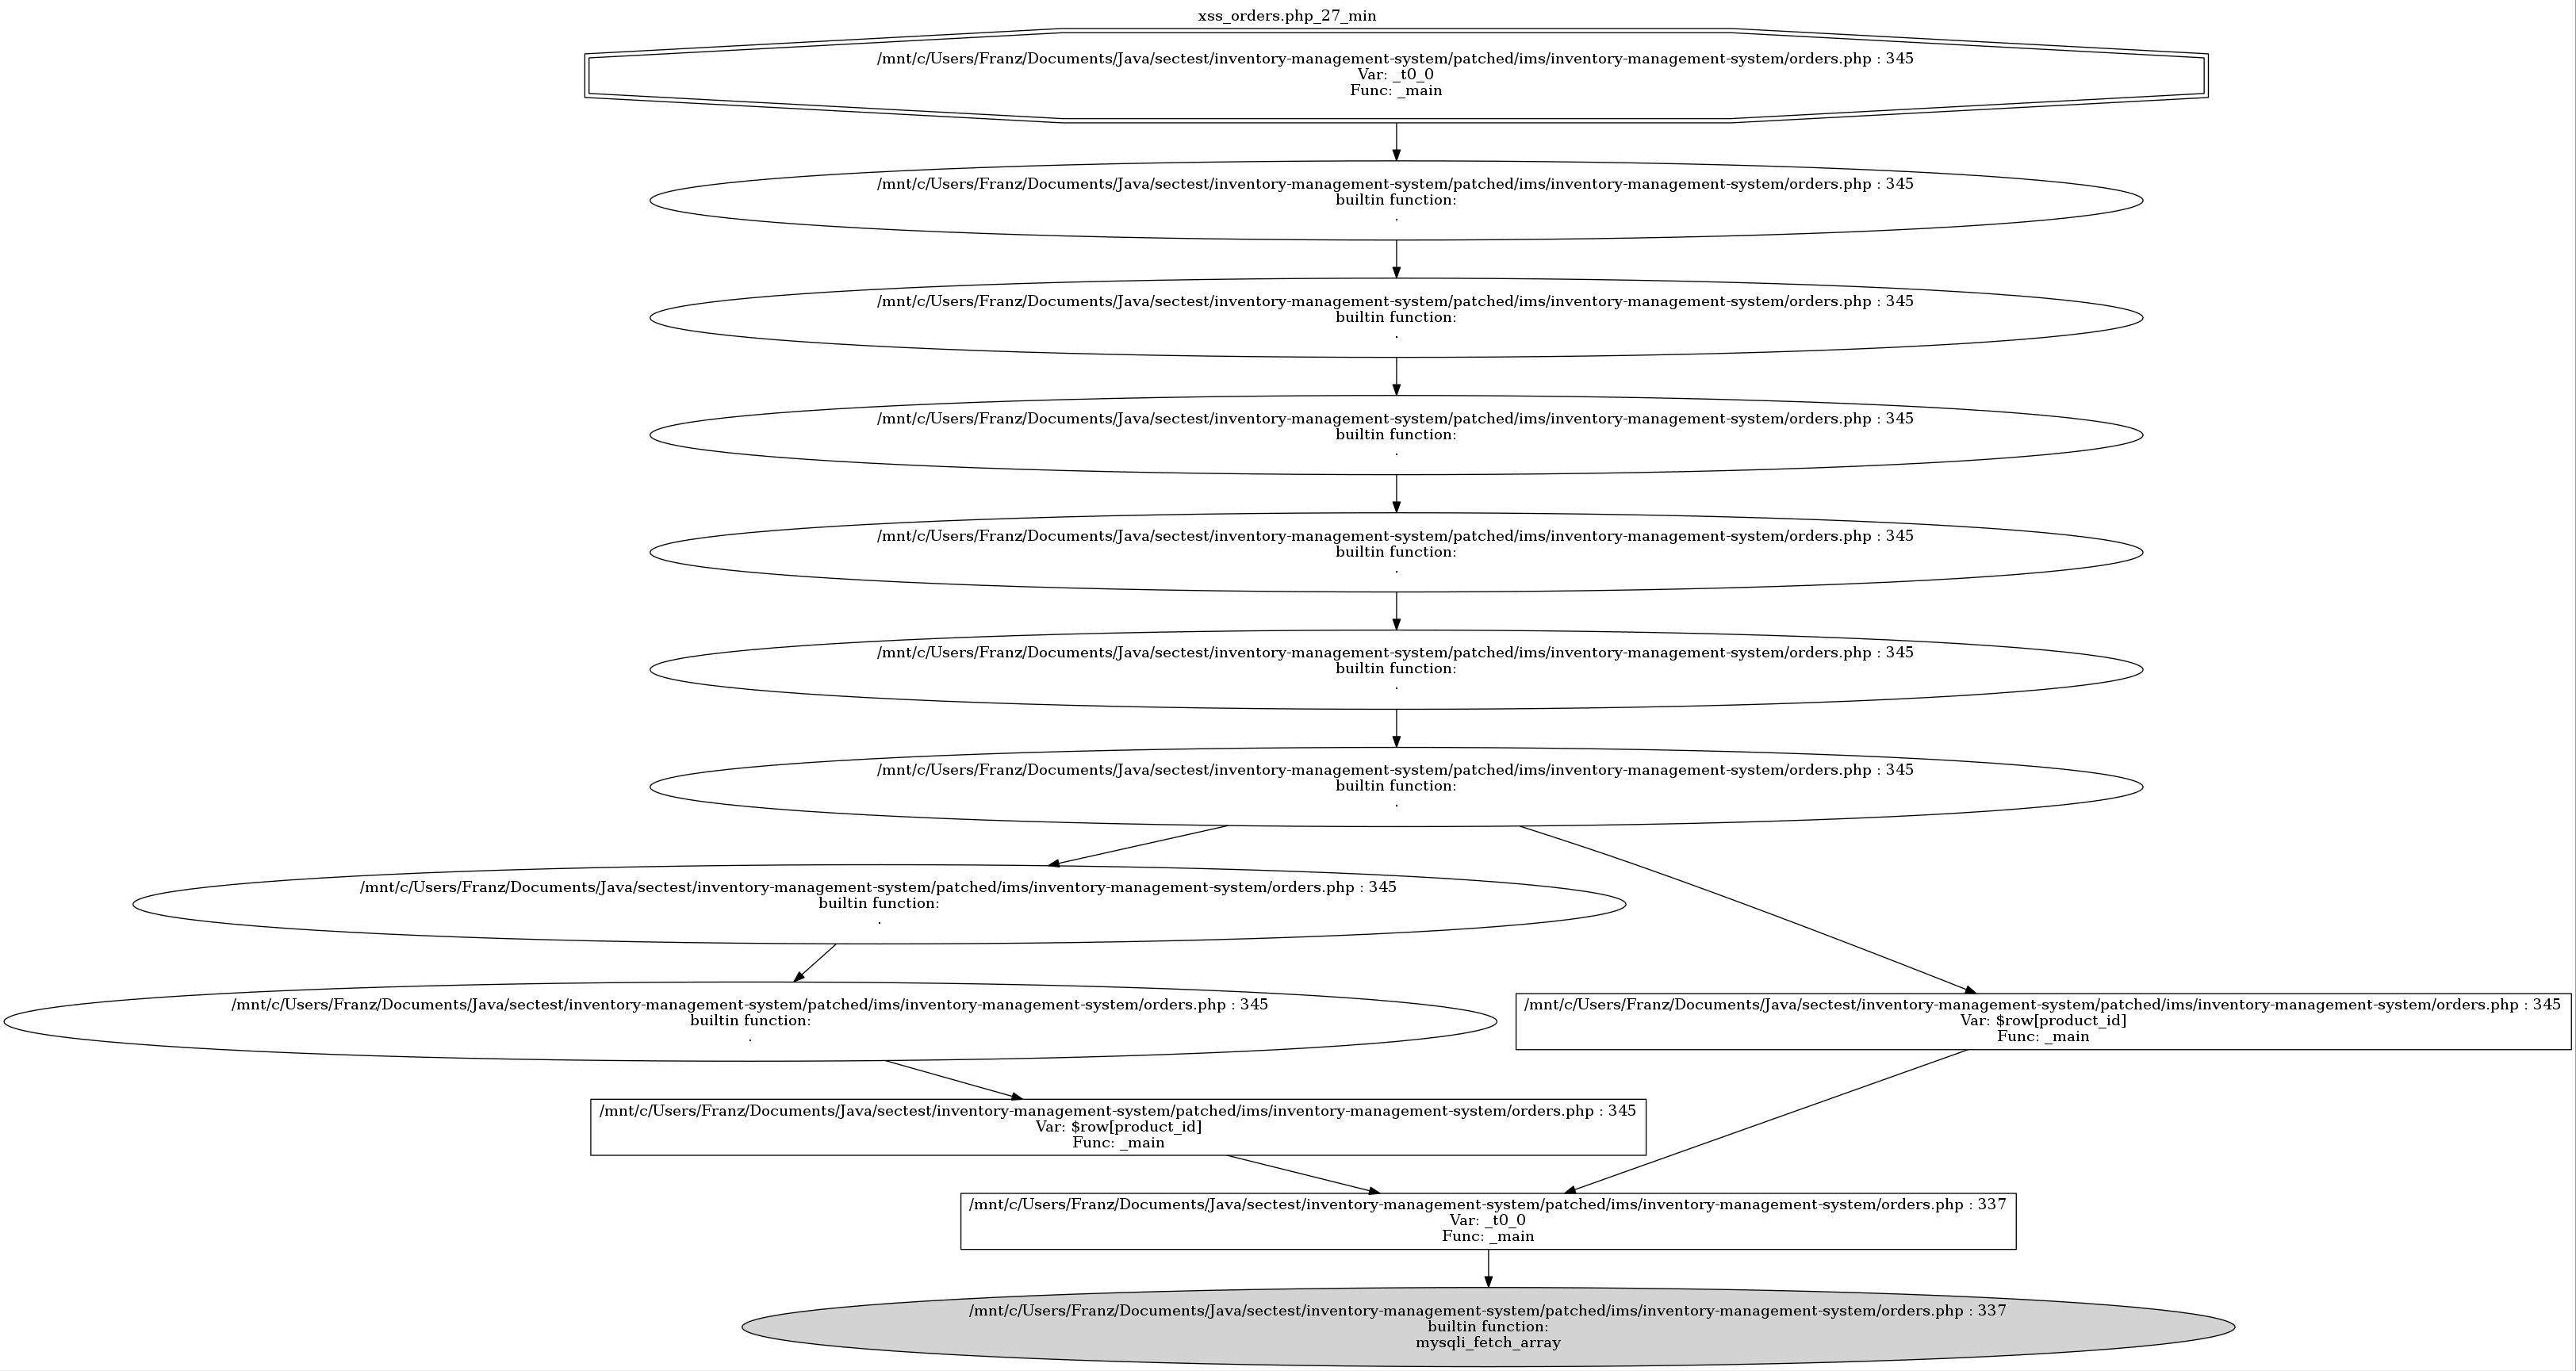 xss_orders.php_27_min
/mnt/c/Users/Franz/Documents/Java/sectest/inventory-management-system/patched/ims/inventory-management-system/orders.php : 345
Var: _t0_0
Func: _main
/mnt/c/Users/Franz/Documents/Java/sectest/inventory-management-system/patched/ims/inventory-management-system/orders.php : 345
builtin function:
.
/mnt/c/Users/Franz/Documents/Java/sectest/inventory-management-system/patched/ims/inventory-management-system/orders.php : 345
builtin function:
.
/mnt/c/Users/Franz/Documents/Java/sectest/inventory-management-system/patched/ims/inventory-management-system/orders.php : 345
builtin function:
.
/mnt/c/Users/Franz/Documents/Java/sectest/inventory-management-system/patched/ims/inventory-management-system/orders.php : 345
builtin function:
.
/mnt/c/Users/Franz/Documents/Java/sectest/inventory-management-system/patched/ims/inventory-management-system/orders.php : 345
builtin function:
.
/mnt/c/Users/Franz/Documents/Java/sectest/inventory-management-system/patched/ims/inventory-management-system/orders.php : 345
builtin function:
.
/mnt/c/Users/Franz/Documents/Java/sectest/inventory-management-system/patched/ims/inventory-management-system/orders.php : 345
builtin function:
.
/mnt/c/Users/Franz/Documents/Java/sectest/inventory-management-system/patched/ims/inventory-management-system/orders.php : 345
builtin function:
.
/mnt/c/Users/Franz/Documents/Java/sectest/inventory-management-system/patched/ims/inventory-management-system/orders.php : 345
Var: $row[product_id]
Func: _main
/mnt/c/Users/Franz/Documents/Java/sectest/inventory-management-system/patched/ims/inventory-management-system/orders.php : 345
Var: $row[product_id]
Func: _main
/mnt/c/Users/Franz/Documents/Java/sectest/inventory-management-system/patched/ims/inventory-management-system/orders.php : 337
Var: _t0_0
Func: _main
/mnt/c/Users/Franz/Documents/Java/sectest/inventory-management-system/patched/ims/inventory-management-system/orders.php : 337
builtin function:
mysqli_fetch_array